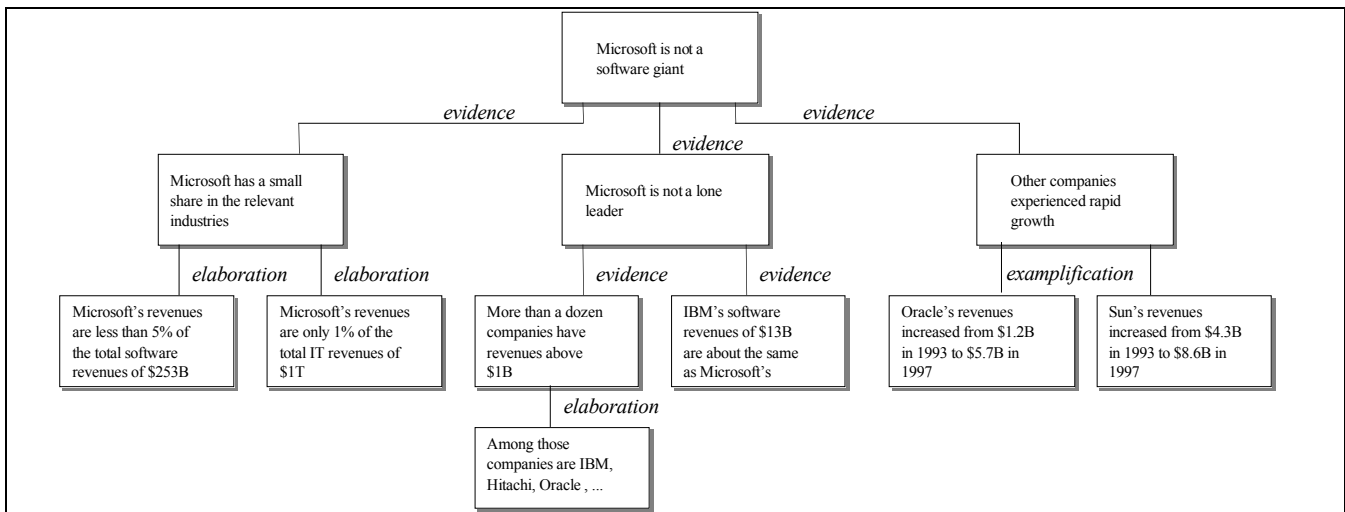 Microsoft is not a
software giant
evidence
evidence
evidence
Microsoft has a small
share in the relevant
industries
Microsoft is not a lone
leader
Other companies
experienced rapid
growth
elaboration
elaboration
evidence
evidence
examplification
Microsoft's revenues
are less than 5% of
the total software
revenues of $253B
Microsoft's revenues
are only 1% of the
total IT revenues of
$1T
More than a dozen
companies have
revenues above
$1B
IBM's software
revenues of $13B
are about the same
as Microsoft's
Oracle's revenues
increased from $1.2B
in 1993 to $5.7B in
1997
Sun's revenues
increased from $4.3B
in 1993 to $8.6B in
1997
elaboration
Among those
companies are IBM,
Hitachi, Oracle , ...